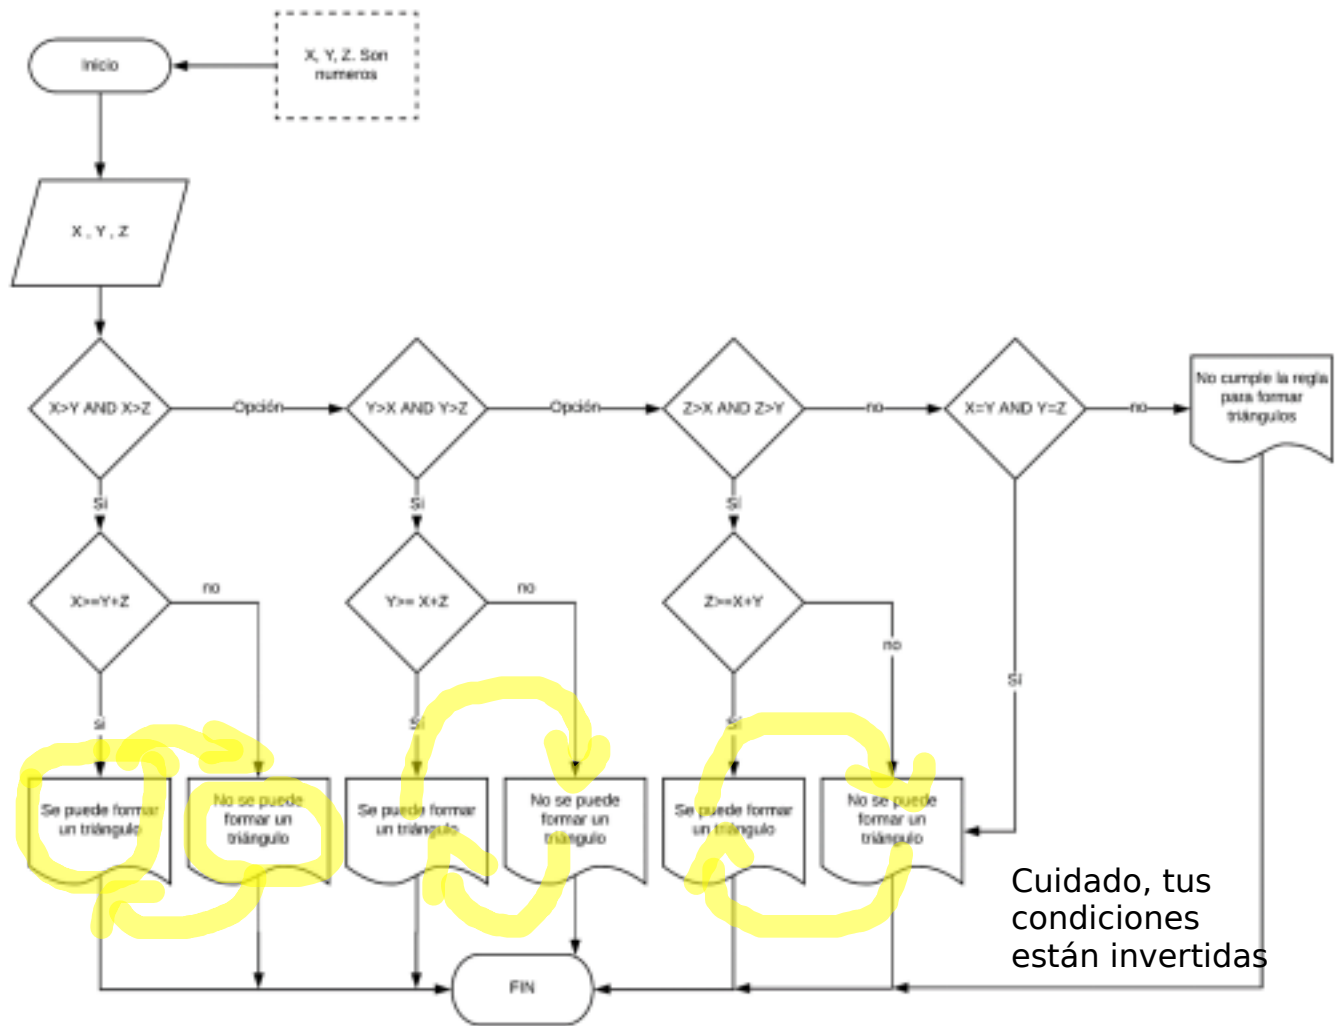 Inicio
X, Y, Z. Son
numeros
X , Y , Z
X>Y AND X>Z
Opción
Y>X AND Y>Z
Opción
Z>X AND Z>Y
no
X=Y AND Y=Z
no
No cumple la regla
para formar
triángulos
Si
Si
Si
X>=Y+Z
no
Y>= X+Z
no
Z>=X+Y
no
Si
si
Si
Si
Se puede formar
un triángulo
No se puede
formar un
triángulo
Se puede formar
un triángulo
No se puede
formar un
triángulo
Se puede formar
un triángulo
No se puede
formar un
triángulo
Cuidado, tus
condiciones
están invertidas
FIN